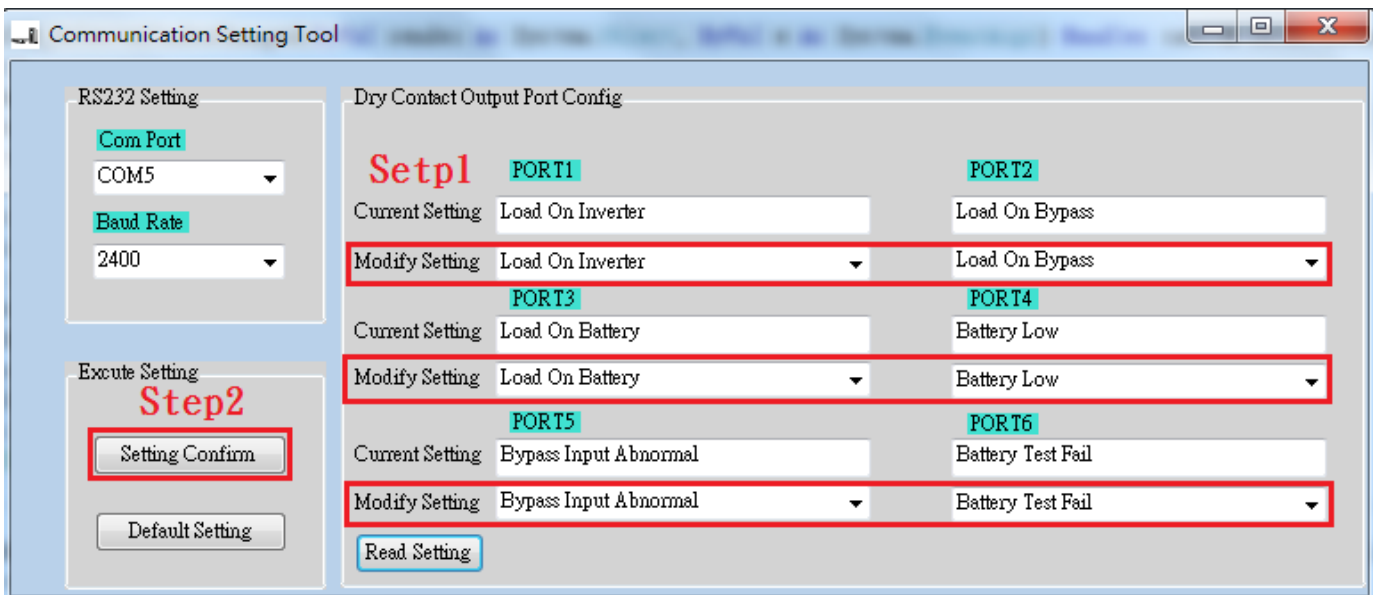 Communication Setting Tool
RS232 Setting
Com Port
COM5
Baud Rate
2400
Excute Setting
Step2
Setting Confirm
Default Setting
Dry Contact Output Port Config
Setp1 PORT1 PORT2
Current Setting Load On Inverter Load On Bypass
Modify Setting Load On Inverter Load On Bypass
PORT3 PORT4
Current Setting Load On Battery Battery Low
Modify Setting Load On Battery Battery Low
PORT5 PORT6
Current Setting Bypass Input Abnormal Battery Test Fail
Modify Setting Bypass Input Abnormal Battery Test Fail
Read Setting